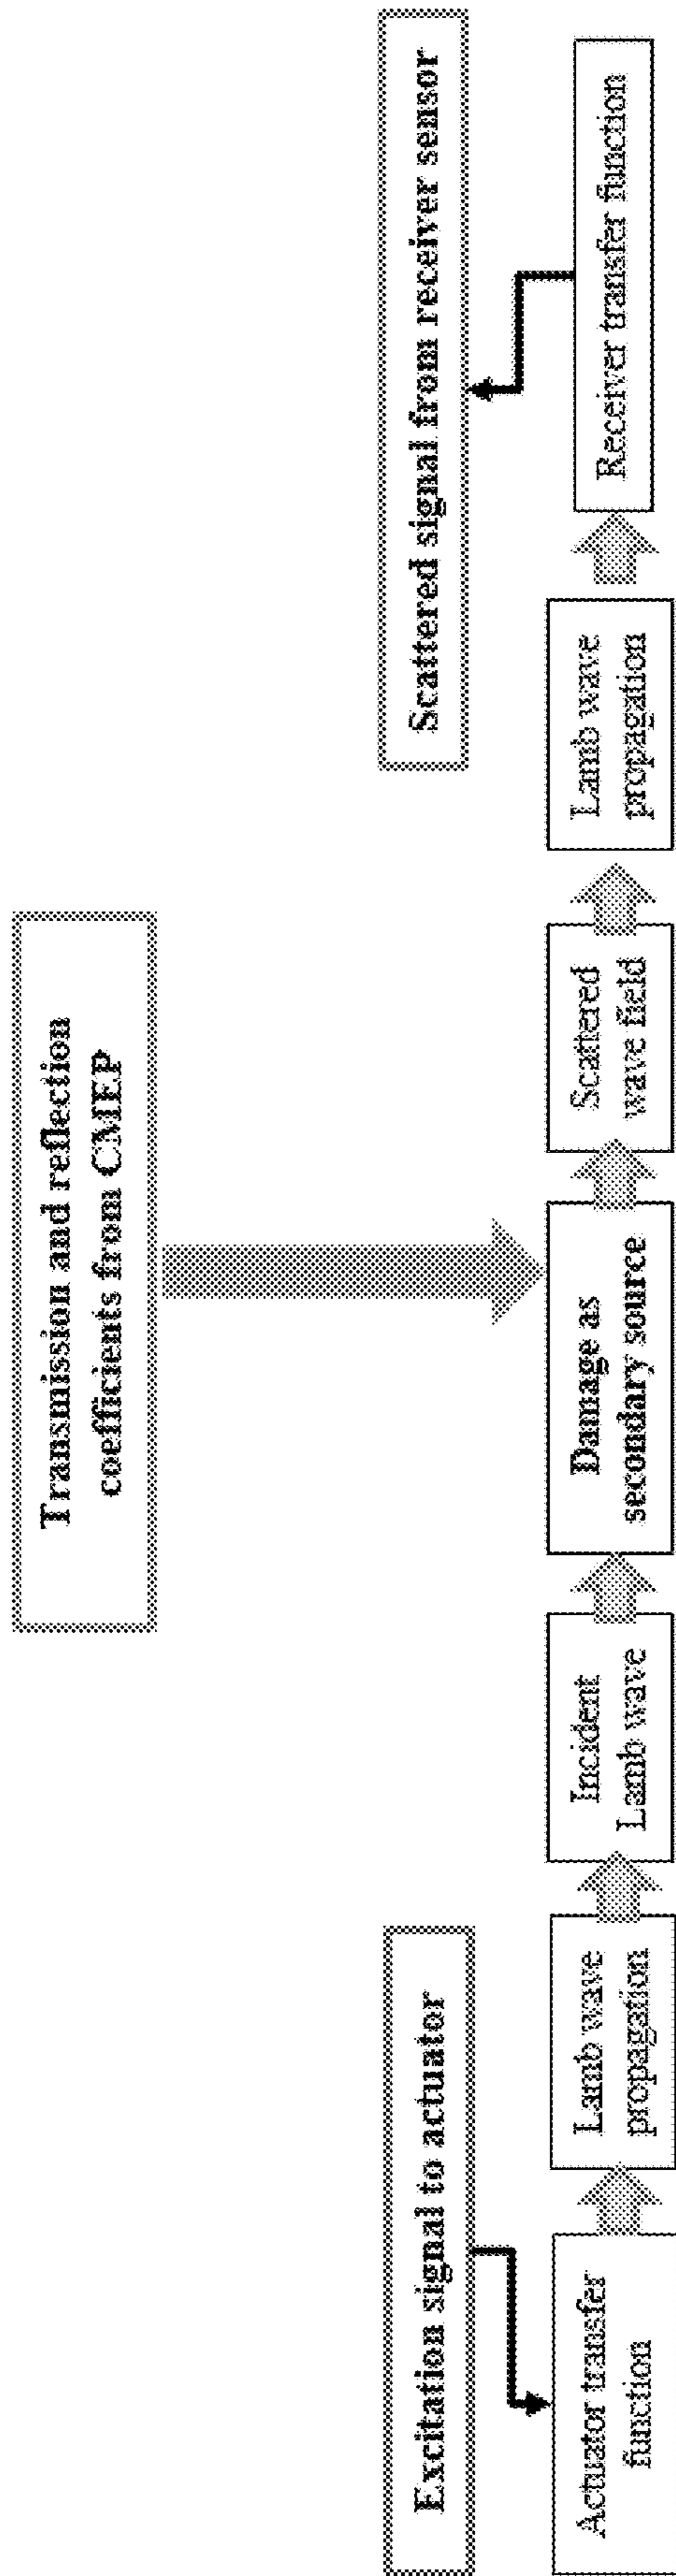 Transmission and reflection
coefficients from CMEP
Excitation signal to actuator
Scattered signal from receiver sensor
Actuator transfer
function
Lamb wave
propagation
Incident
Lamb wave
Damage as
secondary source
Scattered
wave field
Lamb wave
propagation
Receiver transfer function